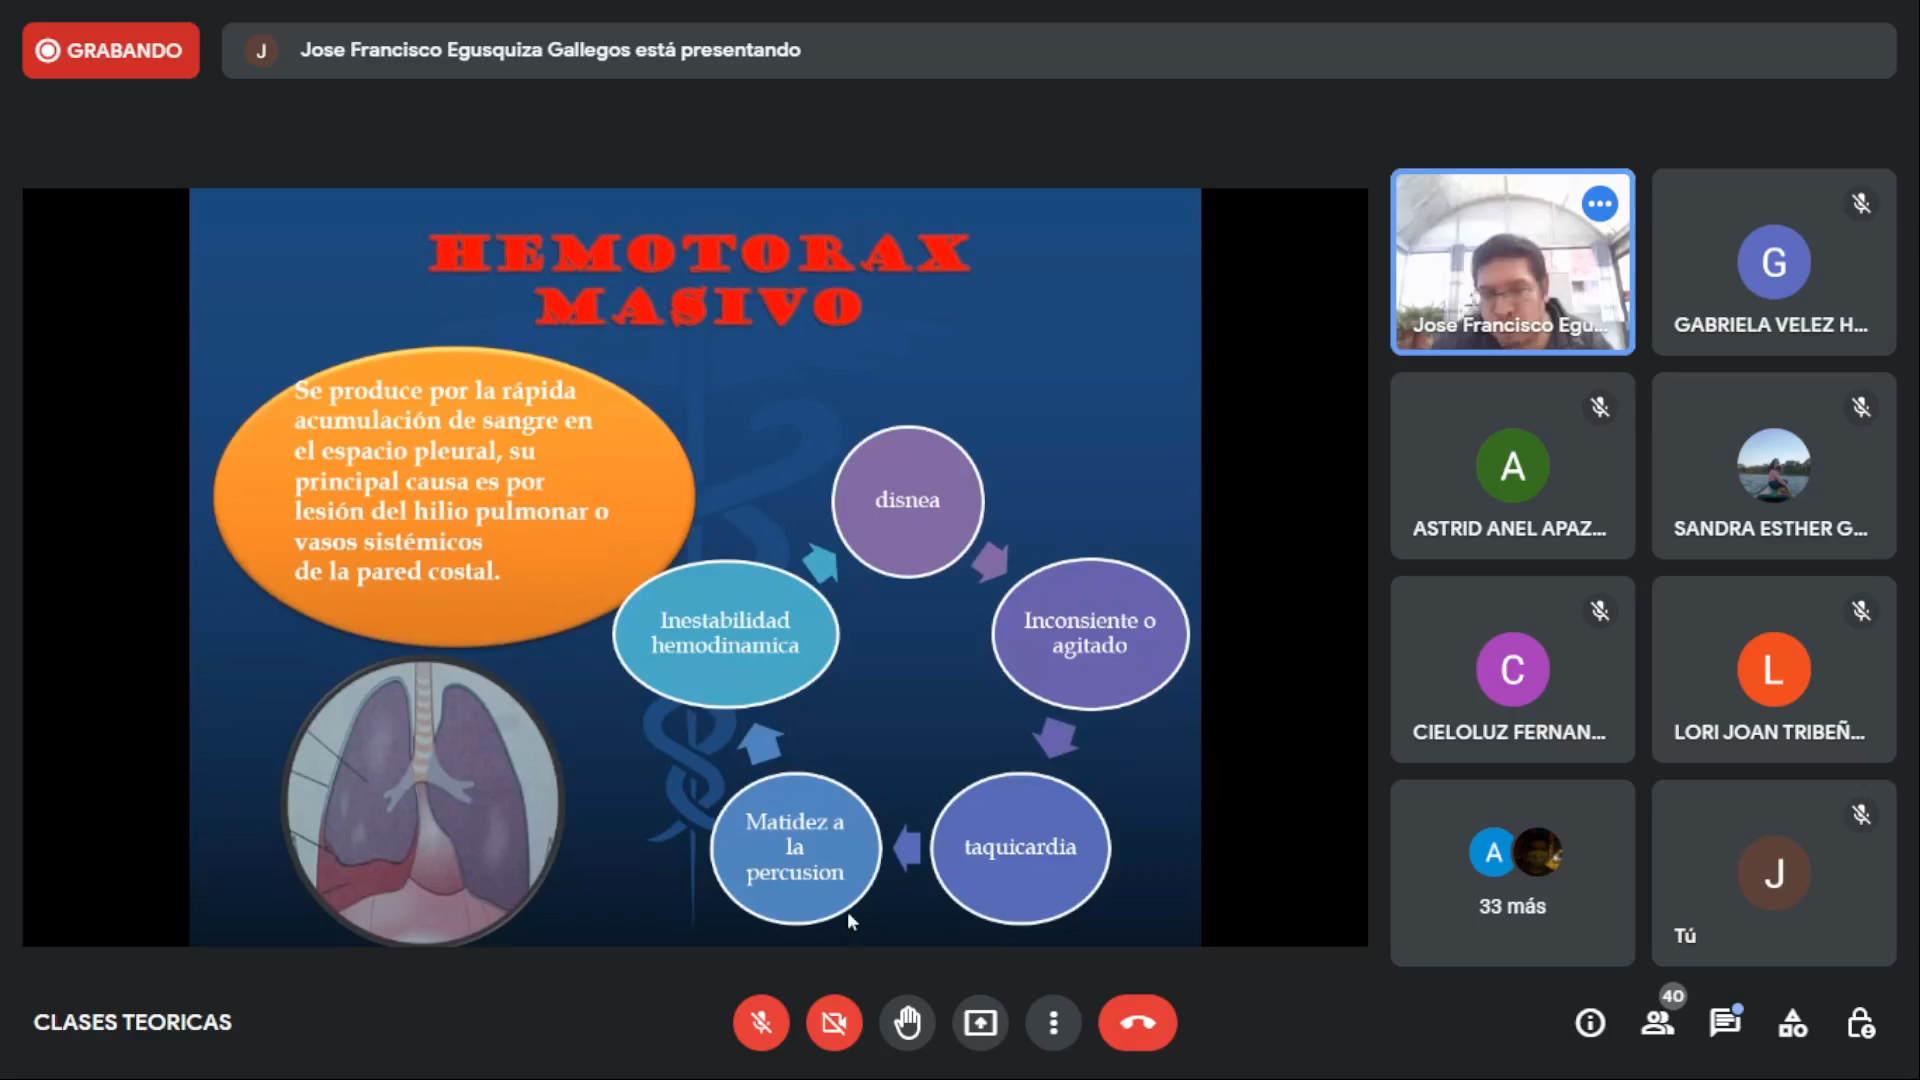 GRABANDO
J
Jose Francisco Egusquiza Gallegos está presentando
HEMOTORAX
MASIVO
Se produce por la rápida
acumulación de sangre en
el espacio pleural, su
principal causa es por
lesión del hilio pulmonar o
vasos sistémicos
de la pared costal.
disnea
Inconsiente o
agitado
taquicardia
Matidez a
la
percusion
Inestabilidad
hemodinamica
Jose Francisco Egu...
G
GABRIELA VELEZ H...
A
ASTRID ANEL APAZ...
SANDRA ESTHER G...
C
CIELOLUZ FERNAN...
L
LORI JOAN TRIBEÑ...
A
33 más
J
Tú
CLASES TEORICAS
40